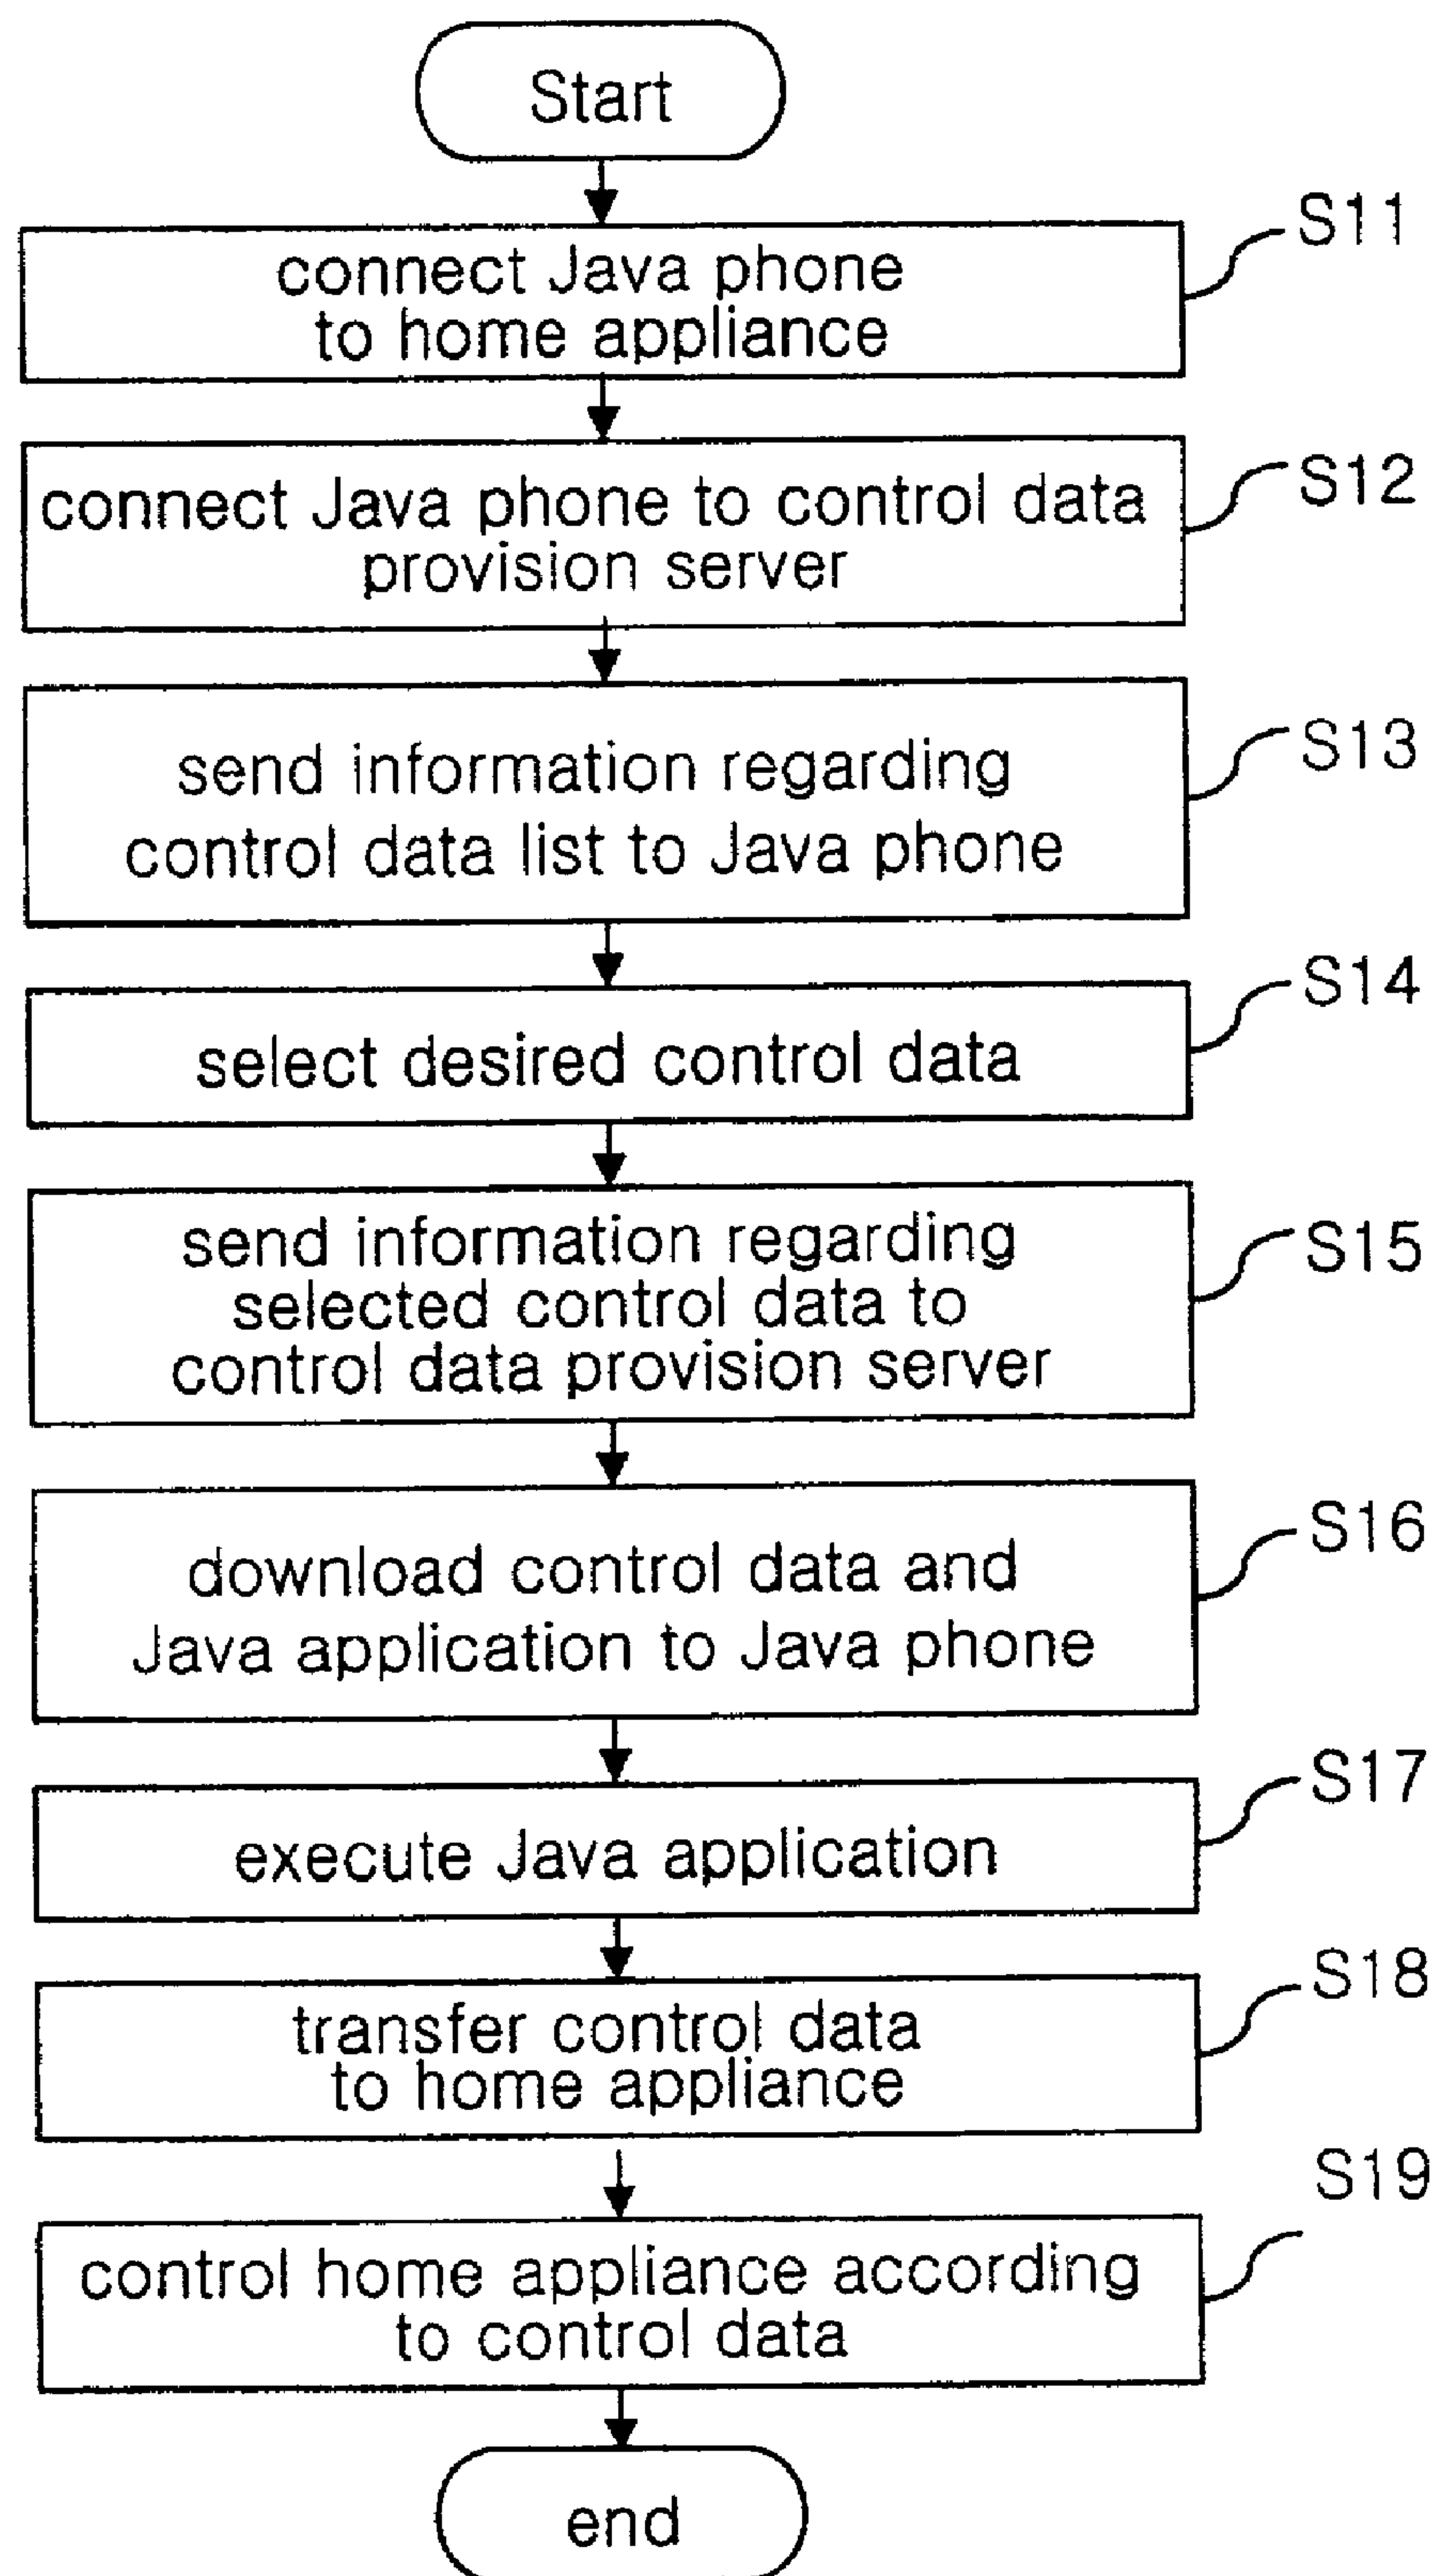 Start
S11
connect Java phone
to home appliance
S12
connect Java phone to control data
provision server
S13
send information regarding
control data list to Java phone
S14
select desired control data
S15
send information regarding
selected control data to
control data provision server
S16
download control data and
Java application to Java phone
S17
execute Java application
S18
transfer control data
to home appliance
S19
control home appliance according
to control data
end